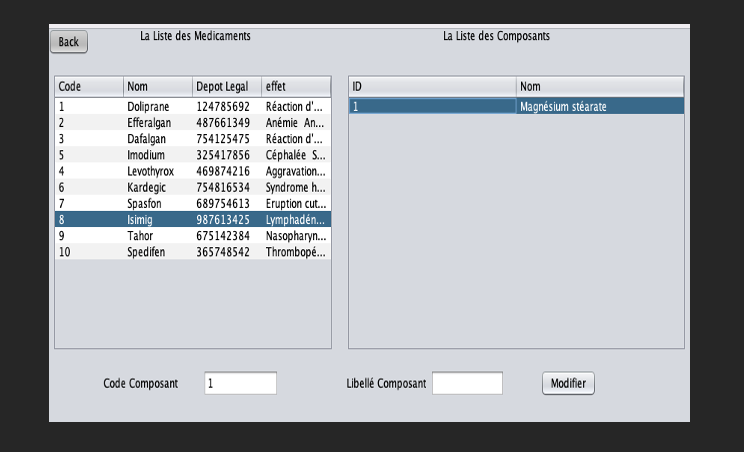 La Liste des Medicaments
La Liste des Composants
Back
Code Nom Depot Legal effet
ID Nom
1 Doliprane 124785692 Réaction d'...
1 Magnésium stéarate
2 Efferalgan 487661349 Anémie An...
3 Dafalgan 754125475 Réaction d'...
5 Imodium 325417856 Céphalée S...
4 Levothyrox 469874216 Aggravation...
6 Kardegic 754816534 Syndrome h...
7 Spasfon 689754613 Eruption cut...
8 Isimig 987613425 Lymphadén...
9 Tahor 675142384 Nasopharyn...
10 Spedifen 365748542 Thrombopé...
Code Composant 1 Libellé Composant Modifier